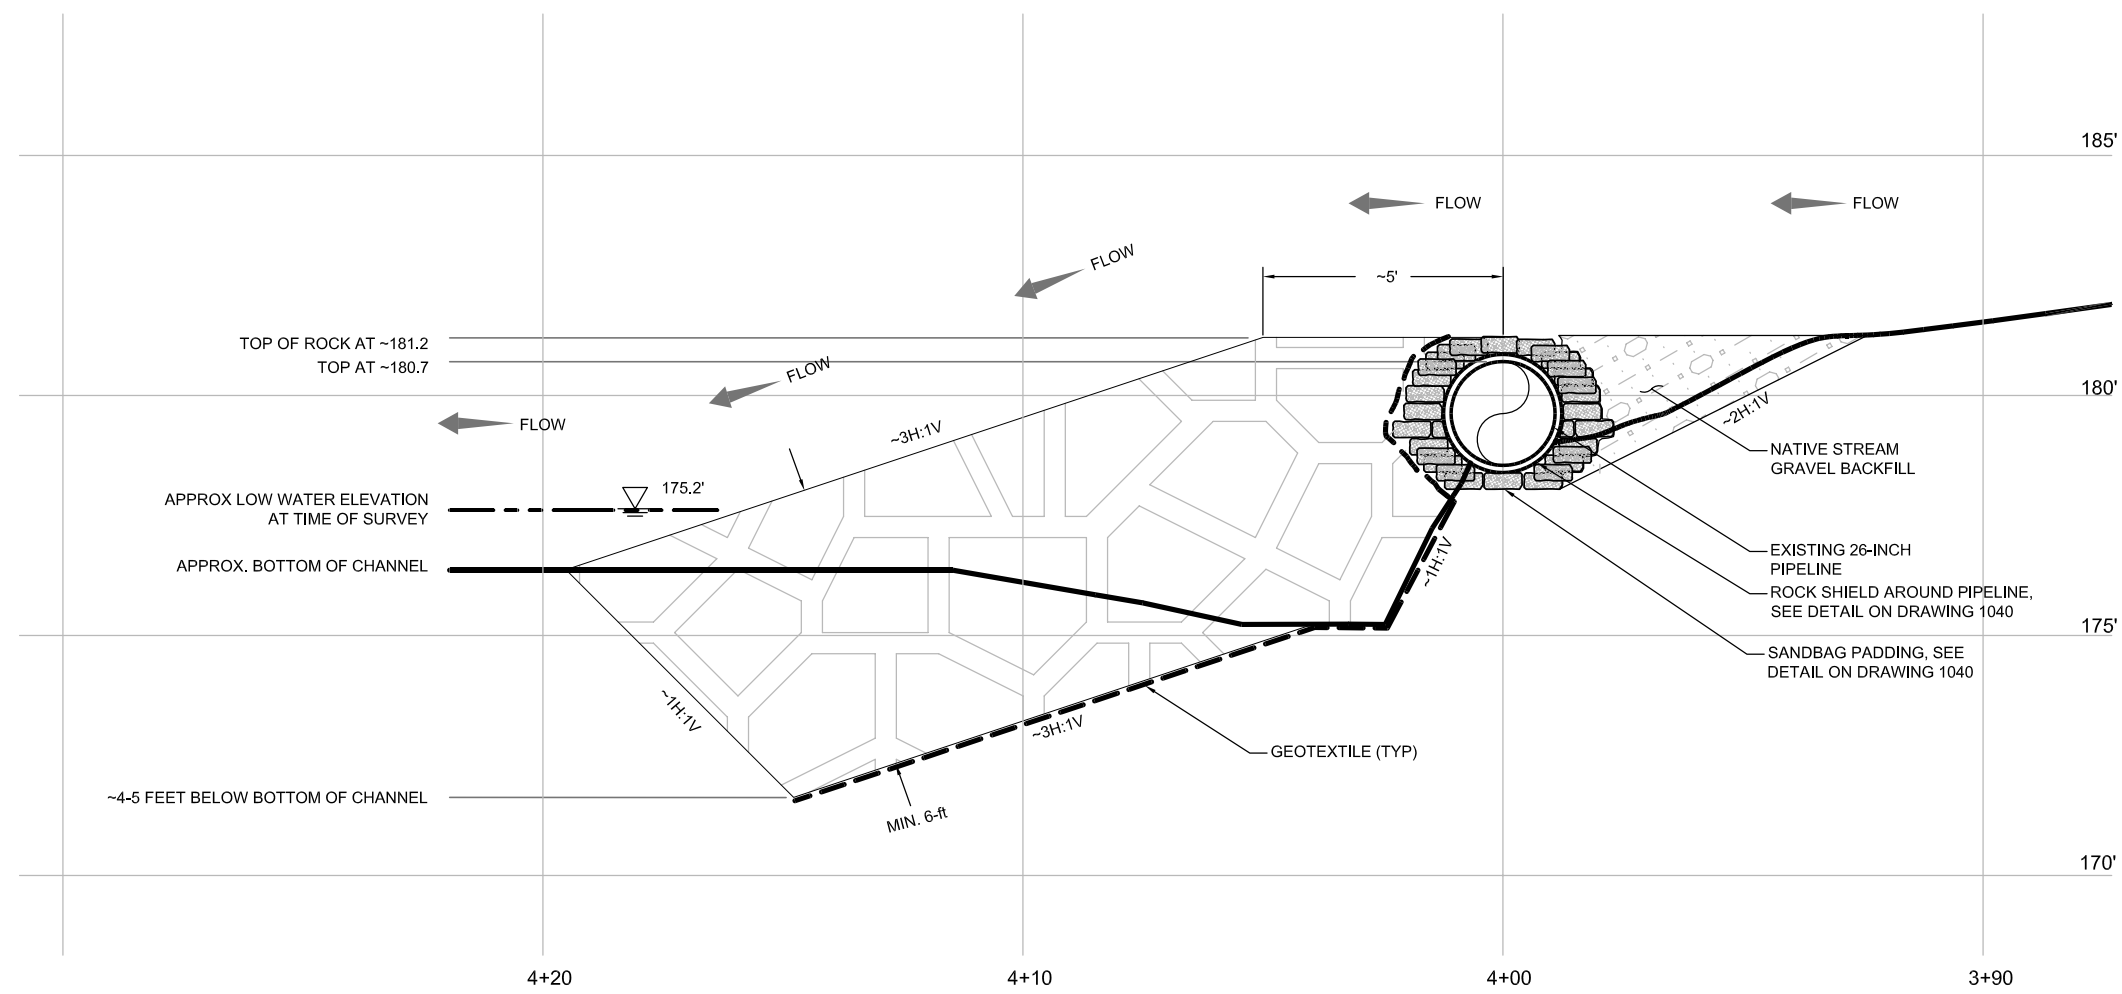 185'
FLOW
FLOW
FLOW
~5'
TOP OF ROCK AT ~181.2
TOP AT ~180.7
FLOW
180'
FLOW
~3H:1V
~2H:1V
NATIVE STREAM
GRAVEL BACKFILL
APPROX LOW WATER ELEVATION
AT TIME OF SURVEY
175.2'
APPROX. BOTTOM OF CHANNEL
~1H:1V
EXISTING 26-INCH
PIPELINE
ROCK SHIELD AROUND PIPELINE,
SEE DETAIL ON DRAWING 1040
175'
SANDBAG PADDING, SEE
DETAIL ON DRAWING 1040
~1H:1V
~3H:1V
GEOTEXTILE (TYP)
~4-5 FEET BELOW BOTTOM OF CHANNEL
MIN. 6-ft
170'
4+20
4+10
4+00
3+90